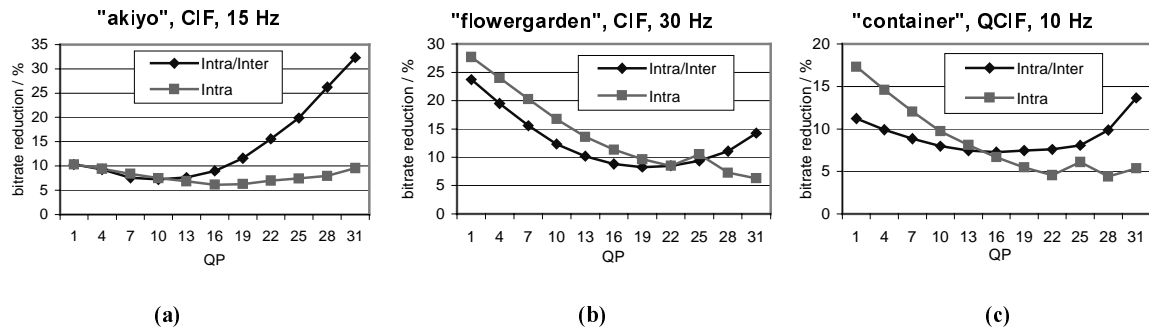 "akiyo", CIF, 15 Hz
bitrate reduction / %
35
30
25
20
15
10
5
0
Intra/Inter
Intra
1 4 7 10 13 16 19 22 25 28 31
QP
(a)
"flowergarden", CIF, 30 Hz
bitrate reduction / %
30
25
20
15
10
5
0
Intra/Inter
Intra
1 4 7 10 13 16 19 22 25 28 31
QP
(b)
"container", QCIF, 10 Hz
bitrate reduction / %
20
15
10
5
0
Intra/Inter
Intra
1 4 7 10 13 16 19 22 25 28 31
QP
(c)